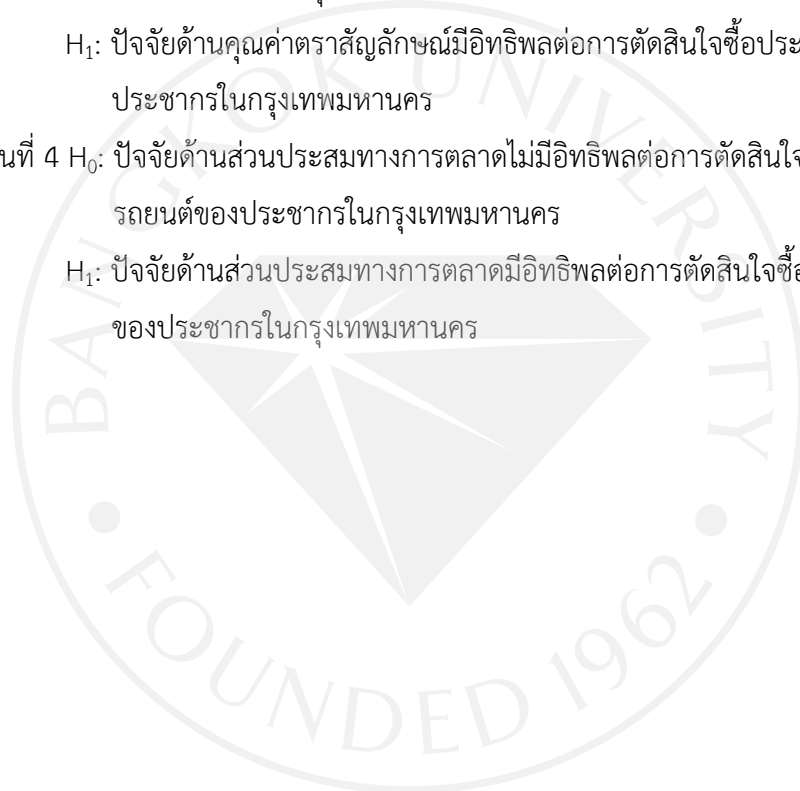 H₁: ปัจจัยด้านคุณค่าตราสัญลักษณ์มีอิทธิพลต่อการตัดสินใจซื้อประ
ประชากรในกรุงเทพมหานคร
นที่ 4 H₀: ปัจจัยด้านส่วนประสมทางการตลาดไม่มีอิทธิพลต่อการตัดสินใจ
รถยนต์ของประชากรในกรุงเทพมหานคร
H₁: ปัจจัยด้านส่วนประสมทางการตลาดมีอิทธิพลต่อการตัดสินใจซื้อ
ของประชากรในกรุงเทพมหานคร
BANGKOK UNIVERSITY
FOUNDED 1962